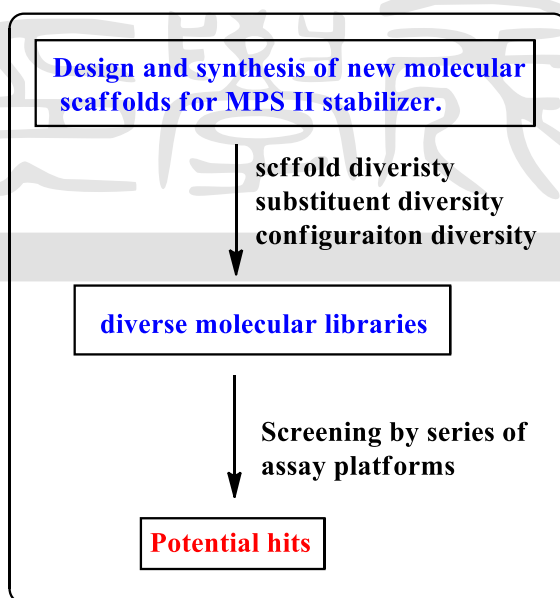 Design and synthesis of new molecular
scaffolds for MPS II stabilizer.
scffold diveristy
substituent diversity
configuraiton diversity
diverse molecular libraries
Screening by series of
assay platforms
Potential hits